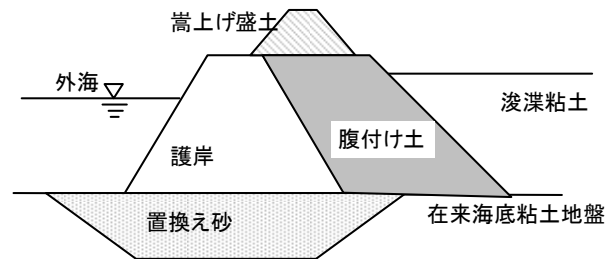 嵩上げ盛土
外海
浚渫粘土
腹付け土
護岸
在来海底粘土地盤
置換え砂